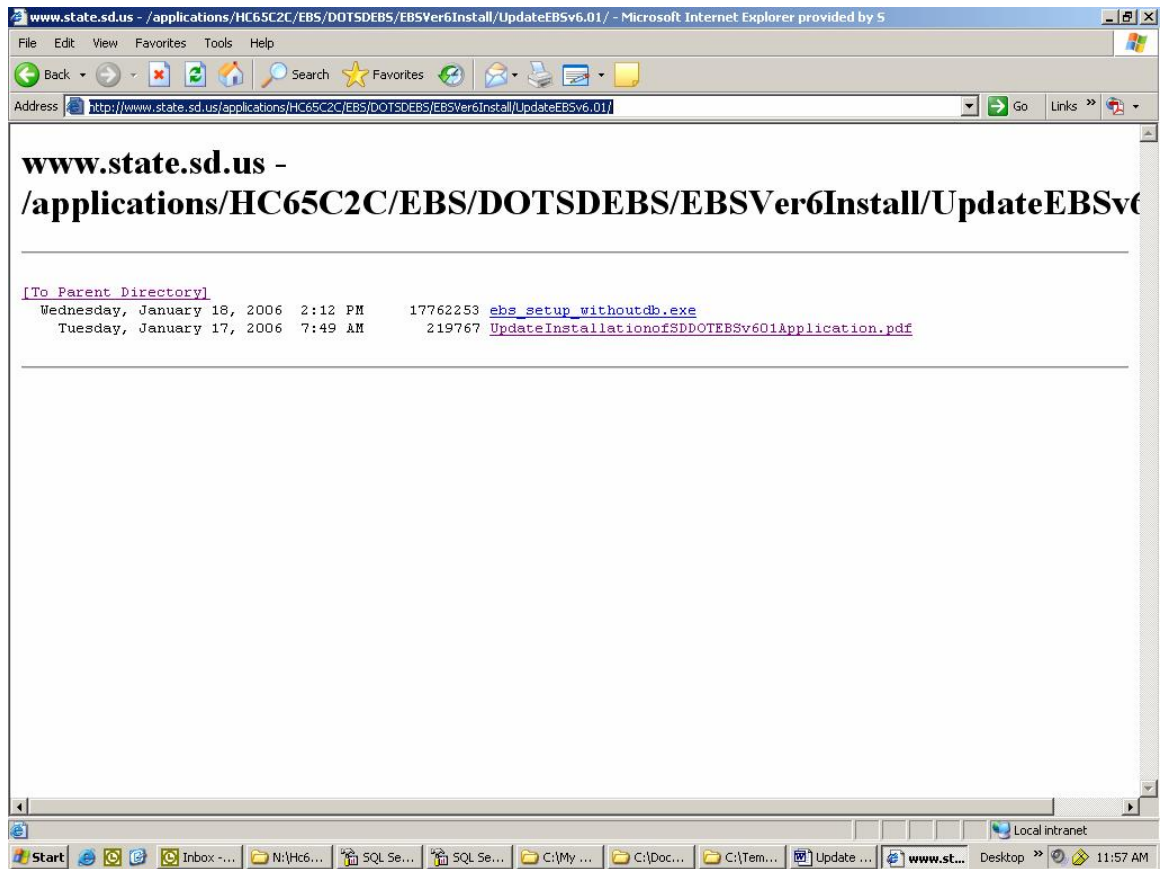 www.state.sd.us - /applications/HC65C2C/EBS/DOTSDEBS/EBSVer6Install/UpdateEBSv6.01/ - Microsoft Internet Explorer provided by S
File Edit View Favorites Tools Help
Back Search Favorites
Address http://www.state.sd.us/applications/HC65C2C/EBS/DOTSDEBS/EBSVer6Install/UpdateEBSv6.01/ Go Links »
www.state.sd.us -
/applications/HC65C2C/EBS/DOTSDEBS/EBSVer6Install/UpdateEBSv6
[To Parent Directory]
Wednesday, January 18, 2006 2:12 PM 17762253 ebs_setup_withoutdb.exe
Tuesday, January 17, 2006 7:49 AM 219767 UpdateInstallationofSDDOTEBSv601Application.pdf
Local intranet
Start Inbox -... N:\Hc6... SQL Se... SQL Se... C:\My ... C:\Doc... C:\Tem... Update ... www.st... Desktop » 11:57 AM